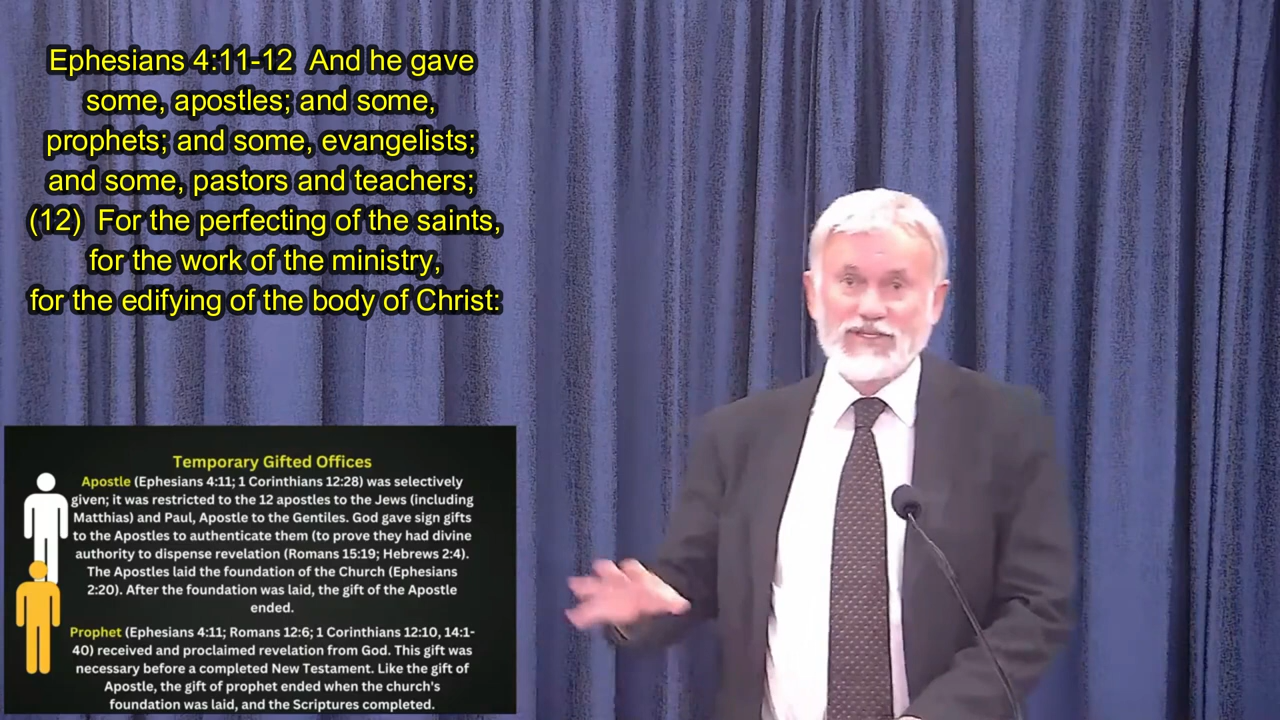 Ephesians 4:11-12  And he gave
some, apostles; and some,
prophets; and some, evangelists;
and some, pastors and teachers;
(12)  For the perfecting of the saints,
for the work of the ministry,
for the edifying of the body of Christ:
Temporary Gifted Offices
Apostle (Ephesians 4:11; 1 Corinthians 12:28) was selectively
given; it was restricted to the 12 apostles to the Jews (including
Matthias) and Paul, Apostle to the Gentiles. God gave sign gifts
to the Apostles to authenticate them (to prove they had divine
authority to dispense revelation (Romans 15:19; Hebrews 2:4).
The Apostles laid the foundation of the Church (Ephesians
2:20). After the foundation was laid, the gift of the Apostle
ended.
Prophet (Ephesians 4:11; Romans 12:6; 1 Corinthians 12:10, 14:1-
40) received and proclaimed revelation from God. This gift was
necessary before a completed New Testament. Like the gift of
Apostle, the gift of prophet ended when the church's
foundation was laid, and the Scriptures completed.